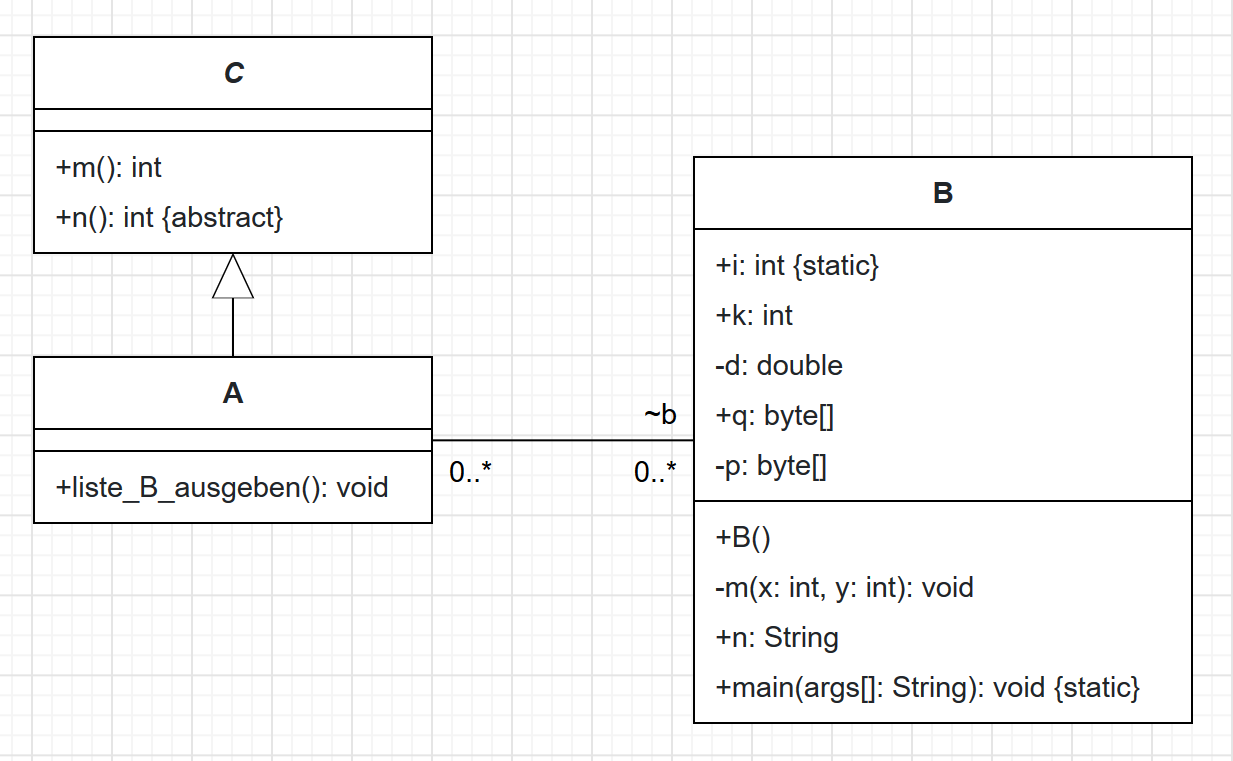 C
+m(): int
+n(): int {abstract}
A
+liste_B_ausgeben(): void
~b
0..*
0..*
B
+i: int {static}
+k: int
-d: double
+q: byte[]
-p: byte[]
+B()
-m(x: int, y: int): void
+n: String
+main(args[]: String): void {static}